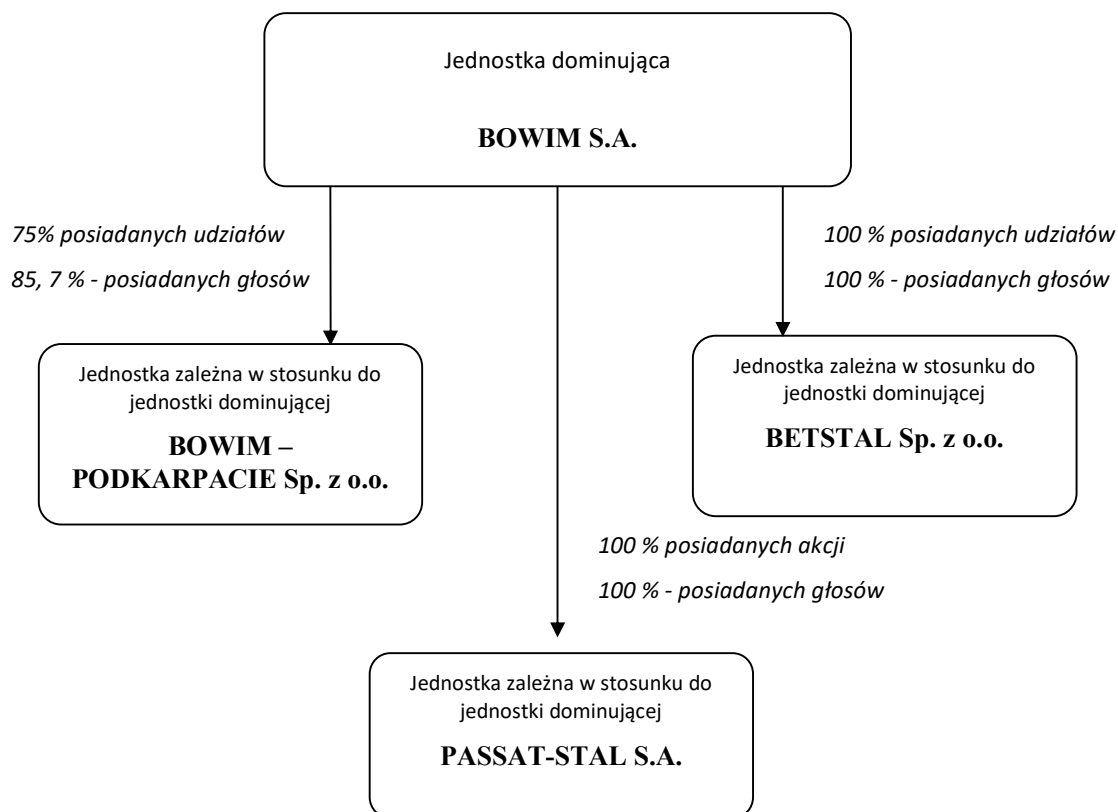 Jednostka dominująca
BOWIM S.A.
75% posiadanych udziałów
85, 7 % - posiadanych głosów
100 % posiadanych udziałów
100 % - posiadanych głosów
Jednostka zależna w stosunku do
jednostki dominującej
BOWIM –
PODKARPACIE Sp. z o.o.
Jednostka zależna w stosunku do
jednostki dominującej
BETSTAL Sp. z o.o.
100 % posiadanych akcji
100 % - posiadanych głosów
Jednostka zależna w stosunku do
jednostki dominującej
PASSAT-STAL S.A.